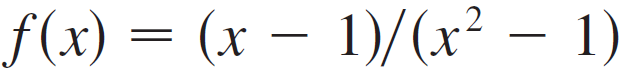 f(x) = (x − 1)/(x² − 1)